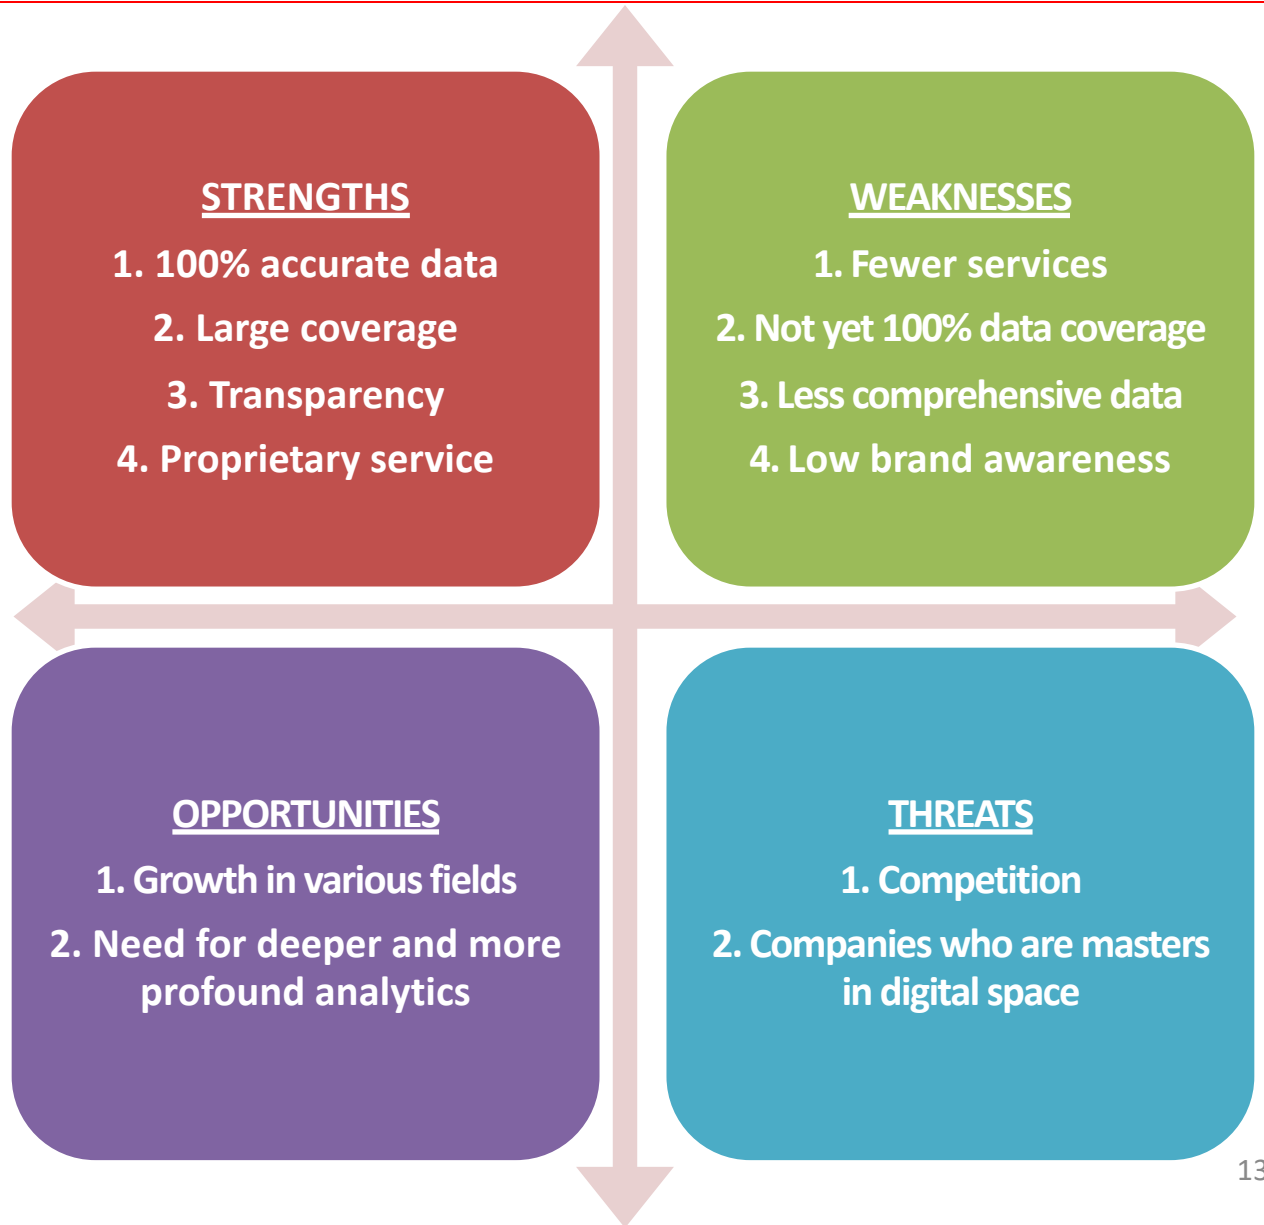 STRENGTHS
1. 100% accurate data
2. Large coverage
3. Transparency
4. Proprietary service
WEAKNESSES
1. Fewer services
2. Not yet 100% data coverage
3. Less comprehensive data
4. Low brand awareness
OPPORTUNITIES
1. Growth in various fields
2. Need for deeper and more
profound analytics
THREATS
1. Competition
2. Companies who are masters
in digital space
13